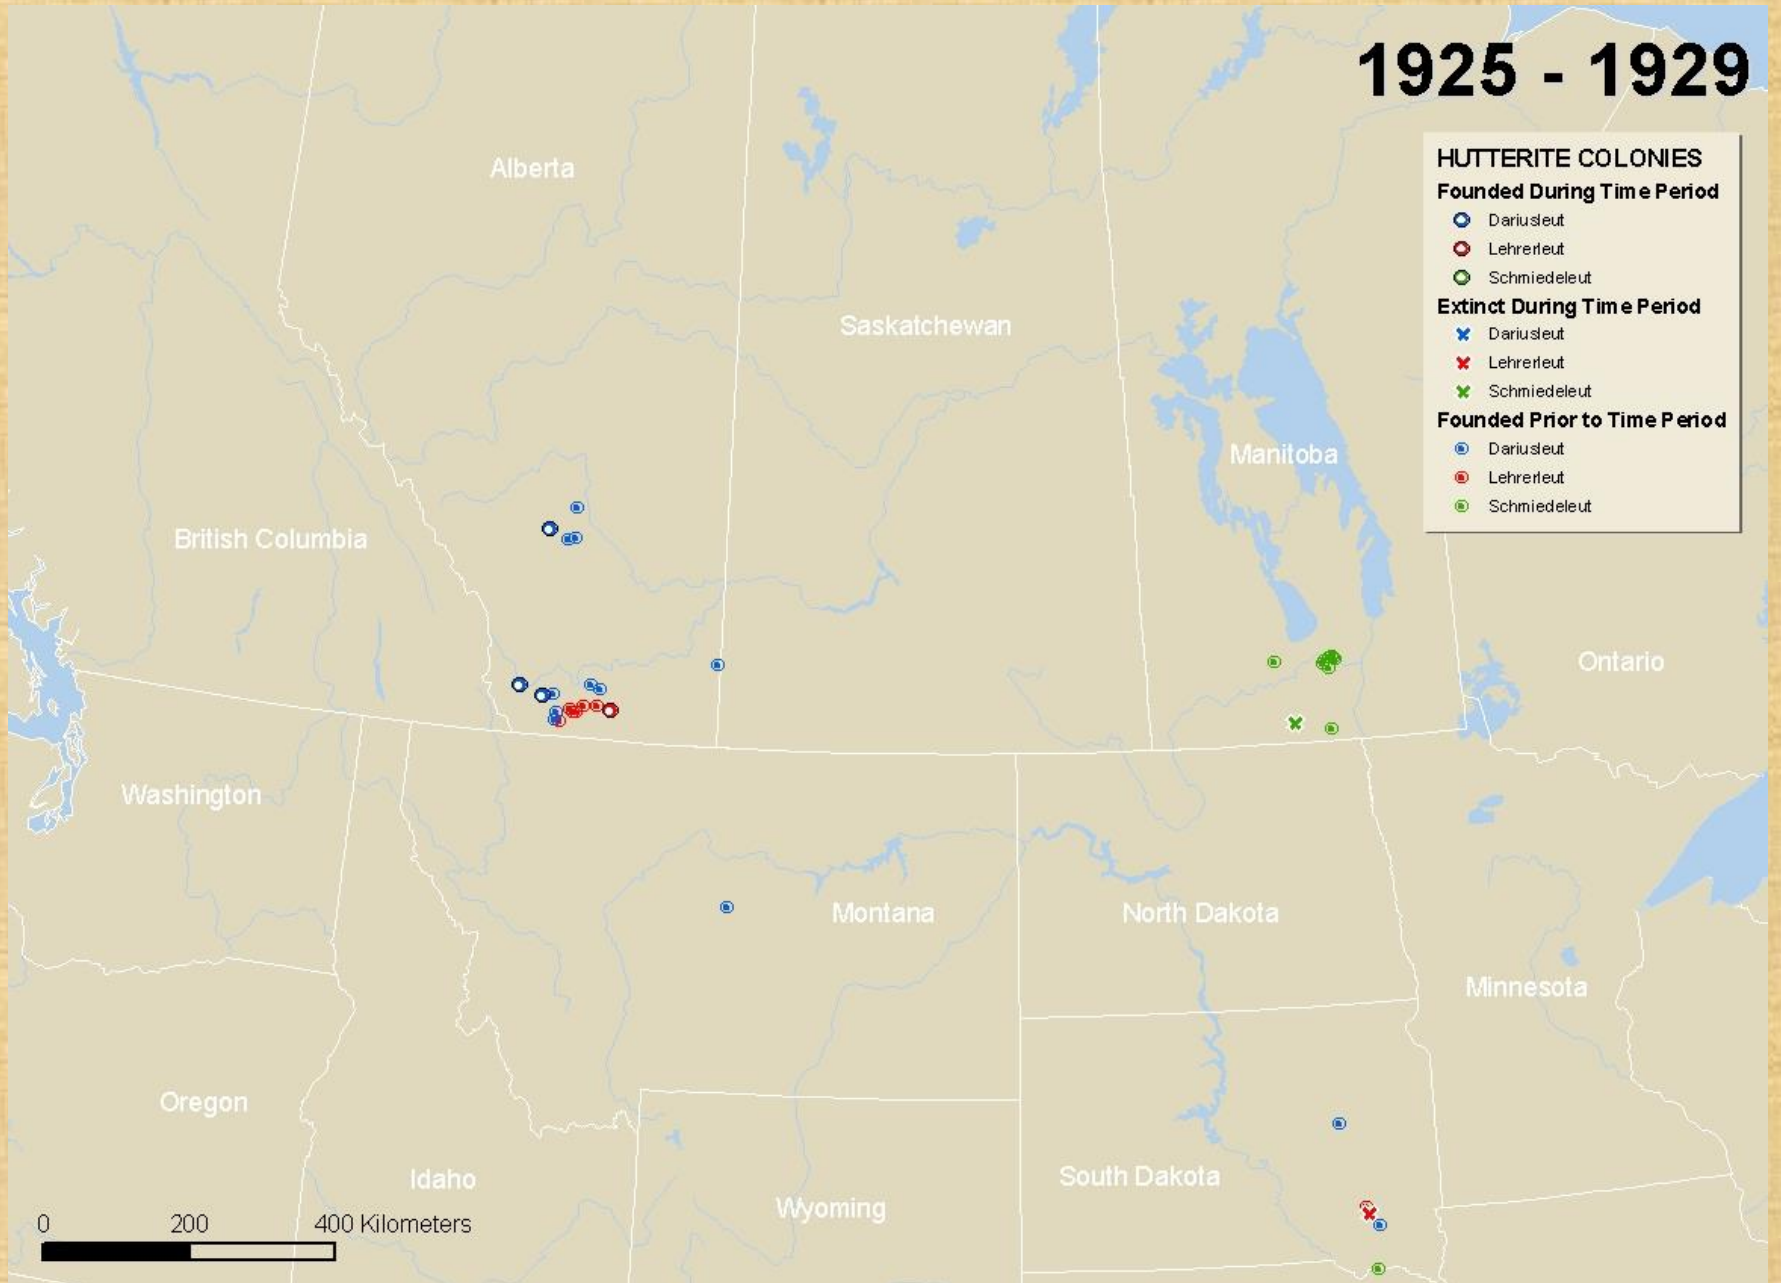 1925 - 1929
HUTTERITE COLONIES
Founded During Time Period
Dariusleut
Lehrerleut
Schmiedeleut
Extinct During Time Period
Dariusleut
Lehrerleut
Schmiedeleut
Founded Prior to Time Period
Dariusleut
Lehrerleut
Schmiedeleut
Alberta
Saskatchewan
Manitoba
British Columbia
Ontario
Washington
Montana
North Dakota
Minnesota
Oregon
Idaho
South Dakota
Wyoming
0 200 400 Kilometers